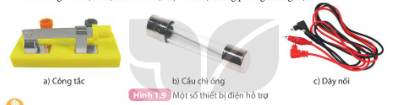 a) Công tắc
b) Cầu chì ống
c) Dây nối
Hình 1.9 Một số thiết bị điện hỗ trợ